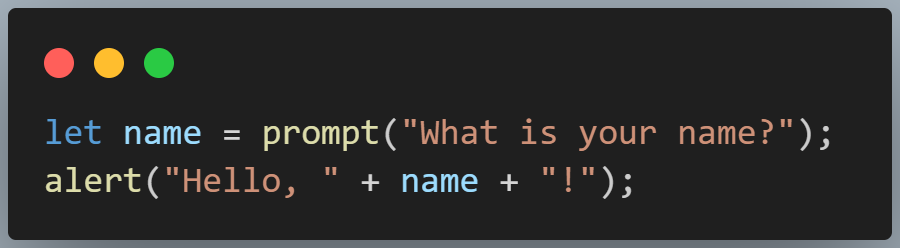 let name = prompt("What is your name?");
alert("Hello, " + name + "!");